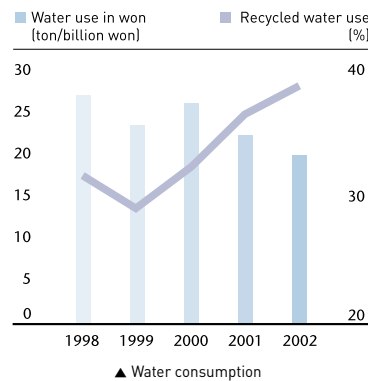 Water use in won
(ton/billion won)
Recycled water use
(%)
30
25
20
15
10
5
0
40
30
20
1998 1999 2000 2001 2002
▲ Water consumption